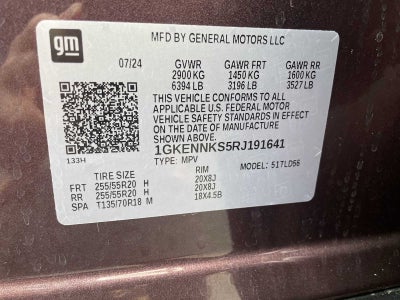 gm
MFD BY GENERAL MOTORS LLC
07/24 GVWR GAWR FRT GAWR RR
2900 KG 1450 KG 1600 KG
6394 LB 3196 LB 3527 LB
THIS VEHICLE CONFORMS TO ALL
APPLICABLE U.S. FEDERAL MOTOR
VEHICLE SAFETY STANDARDS IN EFFECT
ON THE DATE OF MANUFACTURE
SHOWN ABOVE.
133H
1GKENNKS5RJ191641
TYPE: MPV MODEL: 51TLD56
TIRE SIZE RIM
FRT 255/55R20 H 20X8J
RR 255/55R20 H 20X8J
SPA T135/70R18 M 18X4.5B